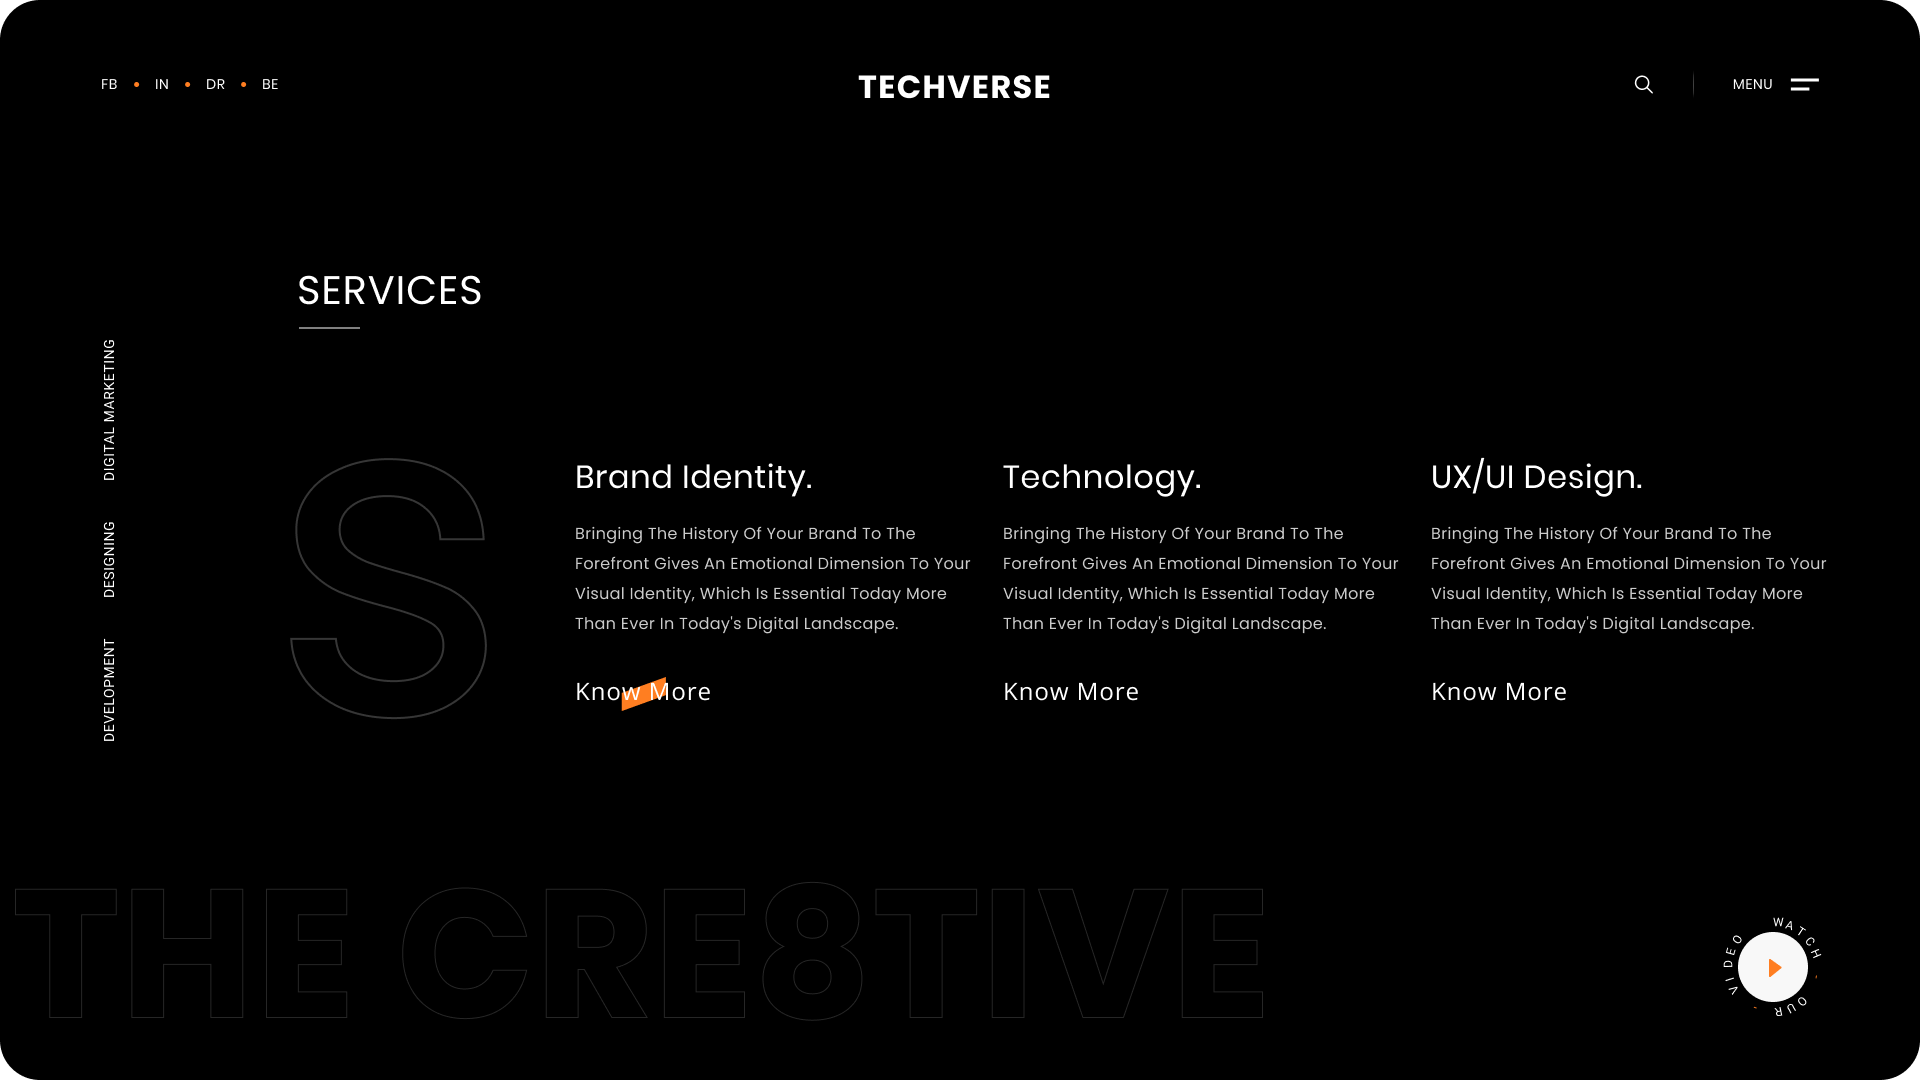 FB • IN • DR • BE
TECHVERSE
MENU
SERVICES
DIGITAL MARKETING
DESIGNING
DEVELOPMENT
S
Brand Identity.
Bringing The History Of Your Brand To The
Forefront Gives An Emotional Dimension To Your
Visual Identity, Which Is Essential Today More
Than Ever In Today's Digital Landscape.
Know More
Technology.
Bringing The History Of Your Brand To The
Forefront Gives An Emotional Dimension To Your
Visual Identity, Which Is Essential Today More
Than Ever In Today's Digital Landscape.
Know More
UX/UI Design.
Bringing The History Of Your Brand To The
Forefront Gives An Emotional Dimension To Your
Visual Identity, Which Is Essential Today More
Than Ever In Today's Digital Landscape.
Know More
THE CRE8TIVE
WATCH - OUR - VIDEO